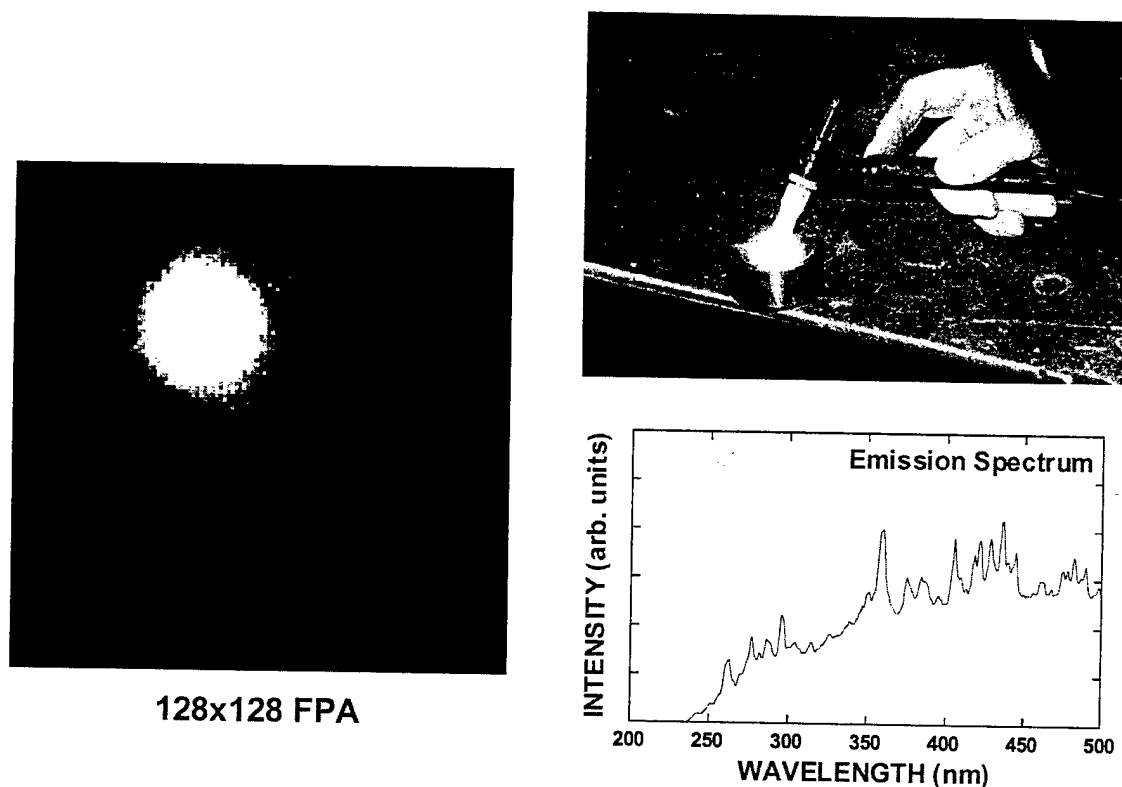 128x128 FPA
Emission Spectrum
INTENSITY (arb. units)
200 250 300 350 400 450 500
WAVELENGTH (nm)